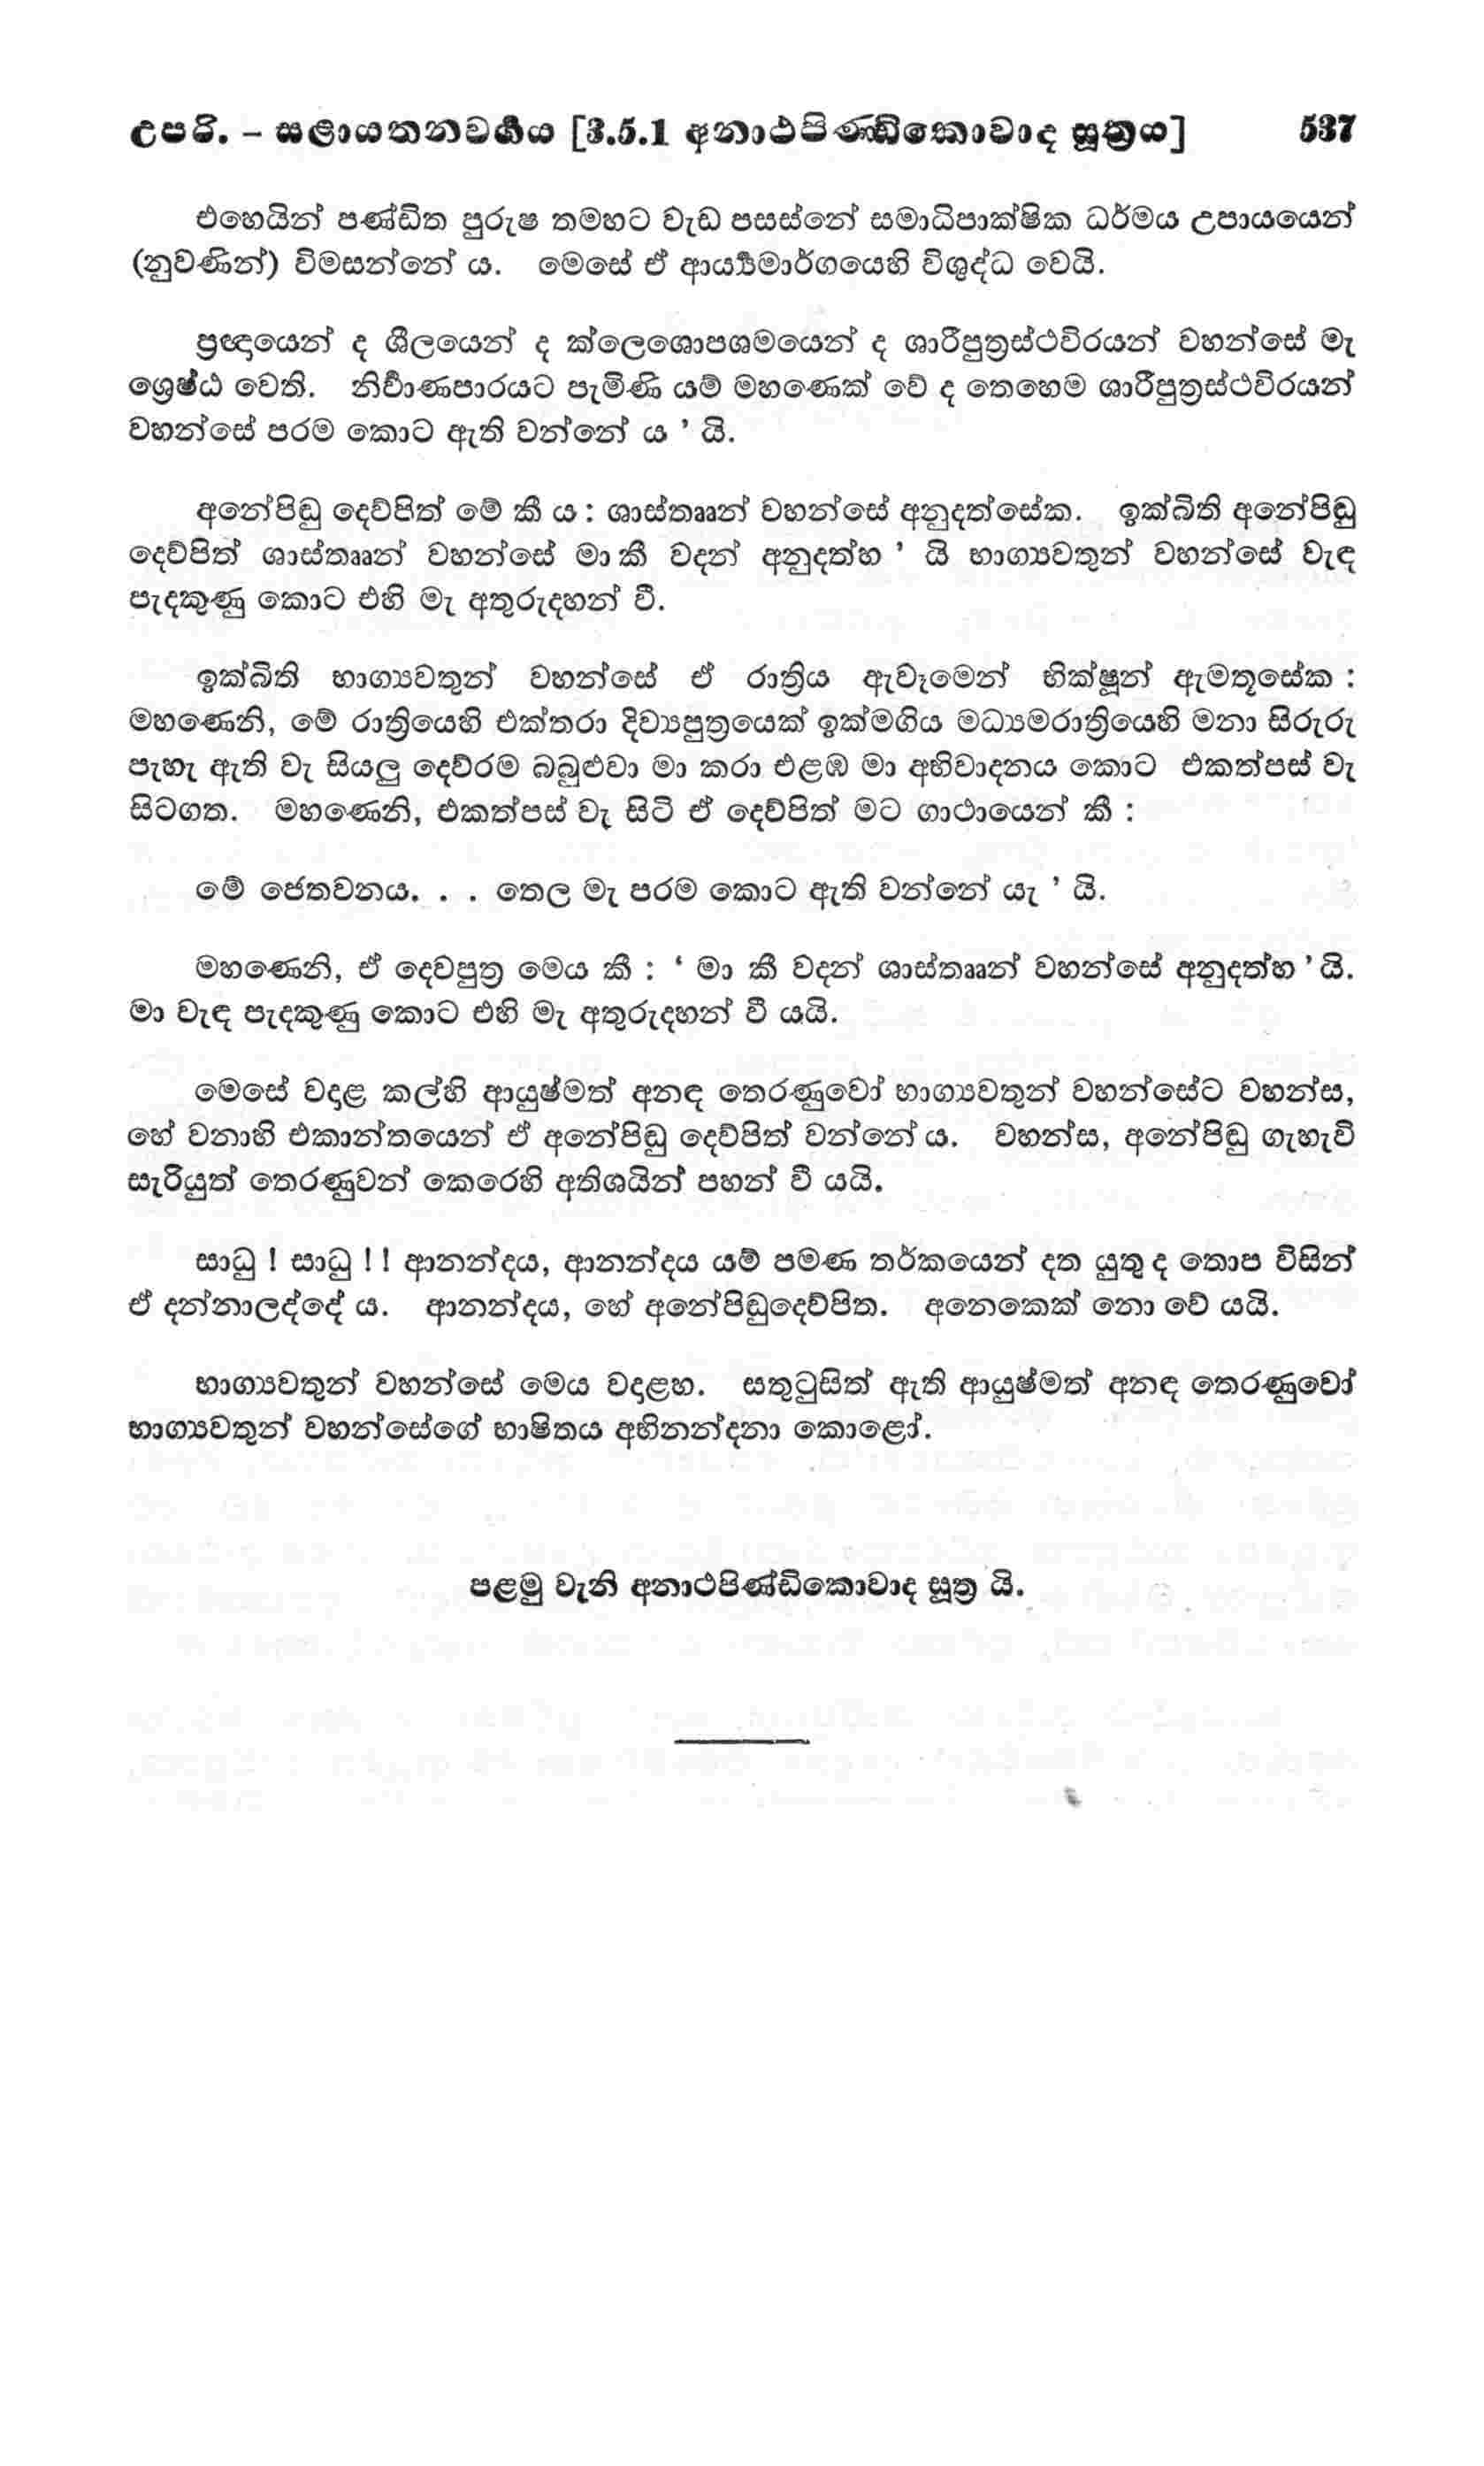 උපරි. – සළායතනවර්ගය [3.5.1 අනාථපිණ්ඩිකොවාද සූත්‍රය] 537
එහෙයින් පණ්ඩිත පුරුෂ තමහට වැඩ පසස්නේ සමාධිපාක්ෂික ධර්මය උපායයෙන්
(නුවණින්) විමසන්නේ ය. මෙසේ ඒ ආර්‍ය්‍යමාර්ගයෙහි විශුද්ධ වෙයි.
ප්‍රඥායෙන් ද ශීලයෙන් ද ක්ලෙශොපශමයෙන් ද ශාරිපුත්‍රස්ථවිරයන් වහන්සේ මැ
ශ්‍රෙෂ්ඨ වෙති. නිර්‍වාණපාරයට පැමිණි යම් මහණෙක් වේ ද තෙහෙම ශාරිපුත්‍රස්ථවිරයන්
වහන්සේ පරම කොට ඇති වන්නේ ය ’ යි.
අනේපිඬු දෙව්පිත් මේ කී ය : ශාස්තෲන් වහන්සේ අනුදත්සේක. ඉක්බිති අනේපිඬු
දෙව්පිත් ශාස්තෲන් වහන්සේ මා කී වදන් අනුදත්හ ’ යි භාග්‍යවතුන් වහන්සේ වැඳ
පැදකුණු කොට එහි මැ අතුරුදහන් වී.
ඉක්බිති භාග්‍යවතුන් වහන්සේ ඒ රාත්‍රිය ඇවෑමෙන් භික්ෂූන් ඇමතූසේක :
මහණෙනි, මේ රාත්‍රියෙහි එක්තරා දිව්‍යපුත්‍රයෙක් ඉක්මගිය මධ්‍යමරාත්‍රියෙහි මනා සිරුරු
පැහැ ඇති වැ සියලු දෙව්රම බබුළුවා මා කරා එළඹ මා අභිවාදනය කොට එකත්පස් වැ
සිටගත. මහණෙනි, එකත්පස් වැ සිටි ඒ දෙව්පිත් මට ගාථායෙන් කී :
මේ ජෙතවනය. . . තෙල මැ පරම කොට ඇති වන්නේ යැ ’ යි.
මහණෙනි, ඒ දෙවපුත්‍ර මෙය කී : ‘ මා කී වදන් ශාස්තෲන් වහන්සේ අනුදත්හ ’ යි.
මා වැඳ පැදකුණු කොට එහි මැ අතුරුදහන් වී යයි.
මෙසේ වදාළ කල්හි ආයුෂ්මත් අනඳ තෙරණුවෝ භාග්‍යවතුන් වහන්සේට වහන්ස,
හේ වනාහි එකාන්තයෙන් ඒ අනේපිඬු දෙව්පිත් වන්නේ ය. වහන්ස, අනේපිඬු ගැහැවි
සැරියුත් තෙරණුවන් කෙරෙහි අතිශයින් පහන් වී යයි.
සාධු ! සාධු ! ! ආනන්දය, ආනන්දය යම් පමණ තර්කයෙන් දත යුතු ද තොප විසින්
ඒ දන්නාලද්දේ ය. ආනන්දය, හේ අනේපිඬුදෙව්පිත. අනෙකෙක් නො වේ යයි.
භාග්‍යවතුන් වහන්සේ මෙය වදාළහ. සතුටුසිත් ඇති ආයුෂ්මත් අනඳ තෙරණුවෝ
භාග්‍යවතුන් වහන්සේගේ භාෂිතය අභිනන්දනා කොළෝ.
පළමු වැනි අනාථපිණ්ඩිකොවාද සූත්‍ර යි.